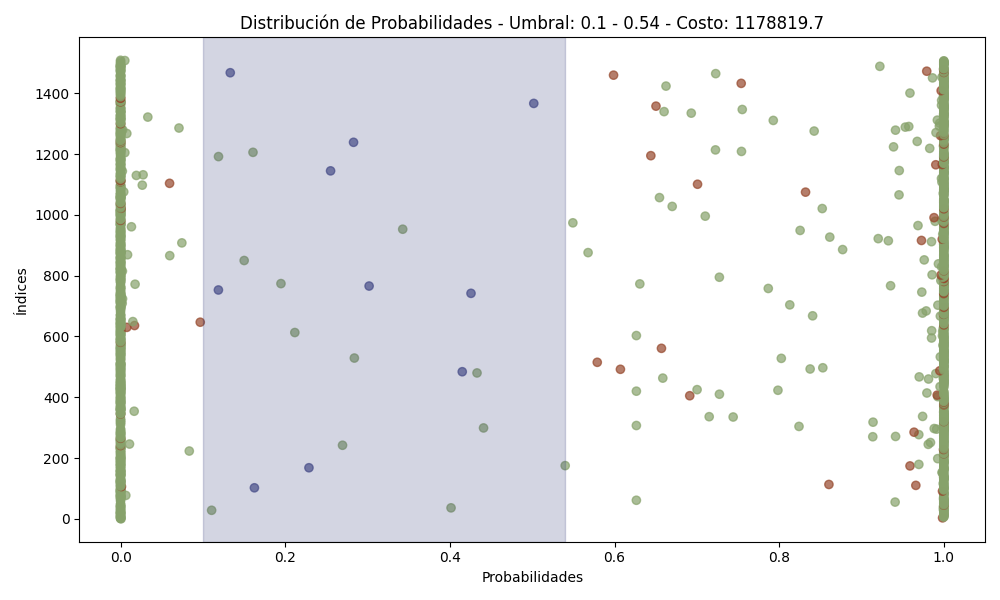 Distribución de Probabilidades - Umbral: 0.1 - 0.54 - Costo: 1178819.7
1400
1200
1000
800
600
400
200
0
Índices
0.0 0.2 0.4 0.6 0.8 1.0
Probabilidades